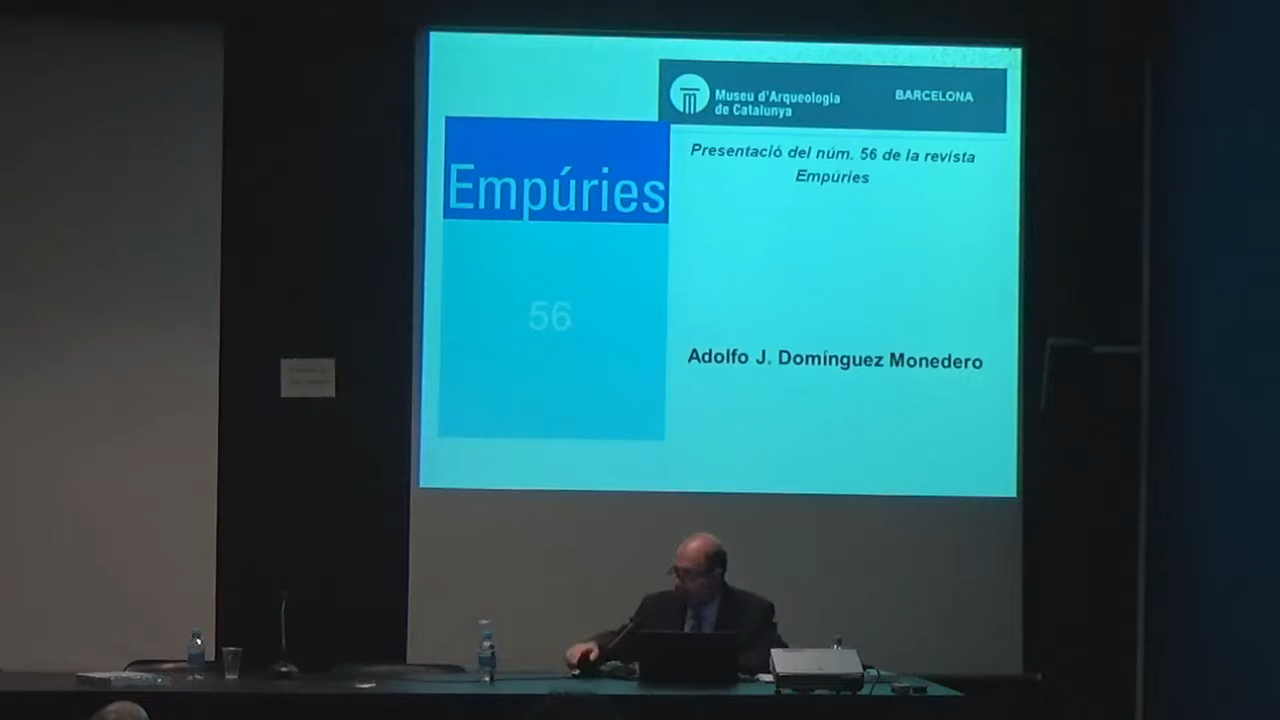 Museu d'Arqueologia
de Catalunya
BARCELONA
Empúries
56
Presentació del núm. 56 de la revista
Empúries
Adolfo J. Domínguez Monedero